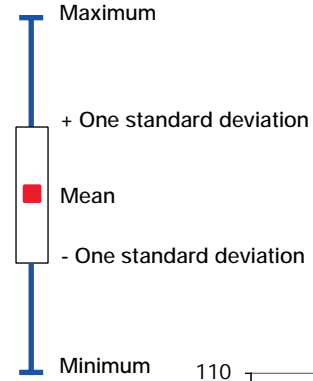 Maximum
+ One standard deviation
Mean
- One standard deviation
Minimum
110